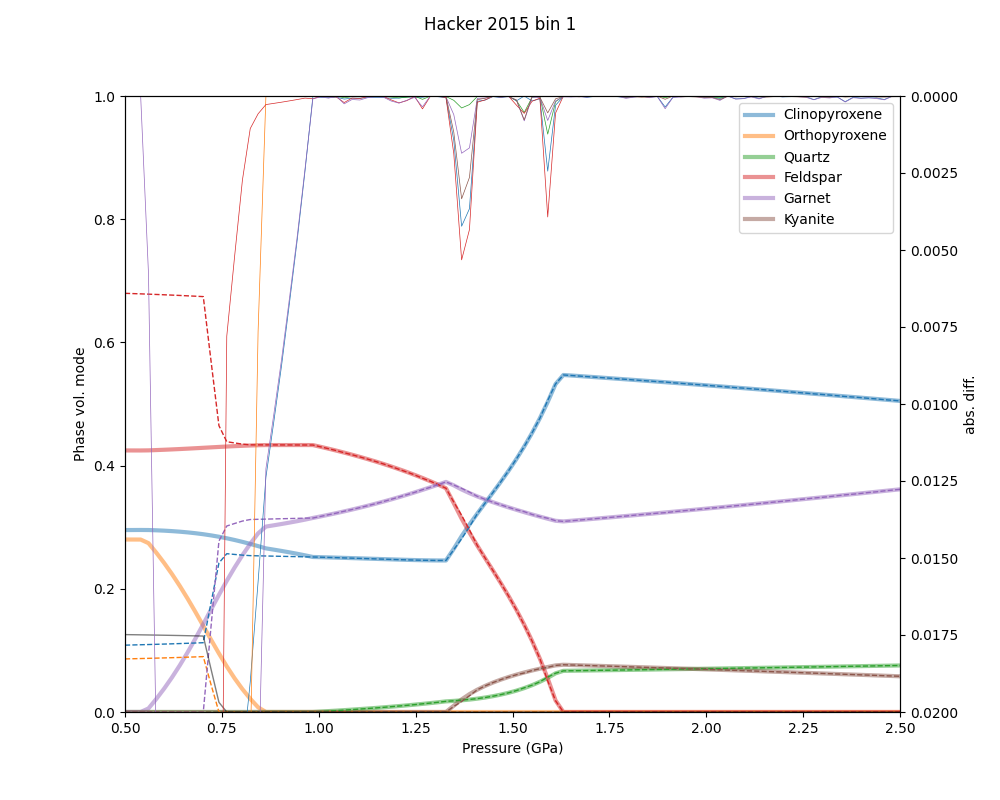 Hacker 2015 bin 1
1.0
0.8
0.6
0.4
0.2
0.0
Phase vol. mode
0.50
0.75
1.00
1.25
1.50
1.75
2.00
2.25
2.50
Pressure (GPa)
0.0000
0.0025
0.0050
0.0075
0.0100
0.0125
0.0150
0.0175
0.0200
abs. diff.
Clinopyroxene
Orthopyroxene
Quartz
Feldspar
Garnet
Kyanite